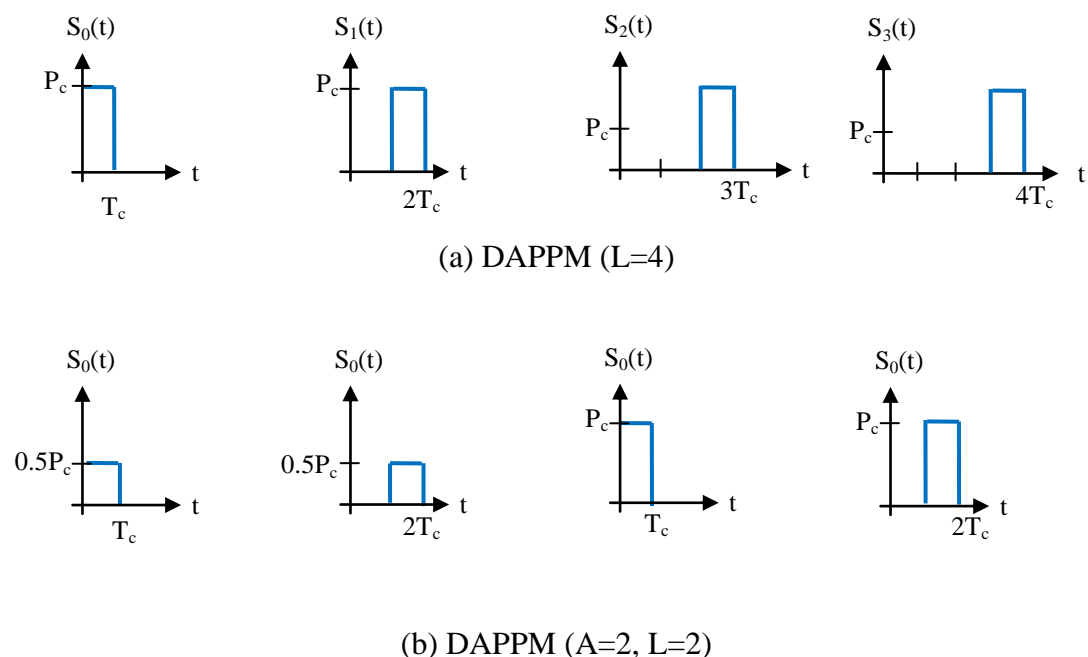 S0(t) S1(t) S2(t) S3(t)
Pc Pc Pc Pc
t t t t
Tc 2Tc 3Tc 4Tc
(a) DAPPM (L=4)
S0(t) S0(t) S0(t) S0(t)
0.5Pc 0.5Pc Pc Pc
t t t t
Tc 2Tc Tc 2Tc
(b) DAPPM (A=2, L=2)